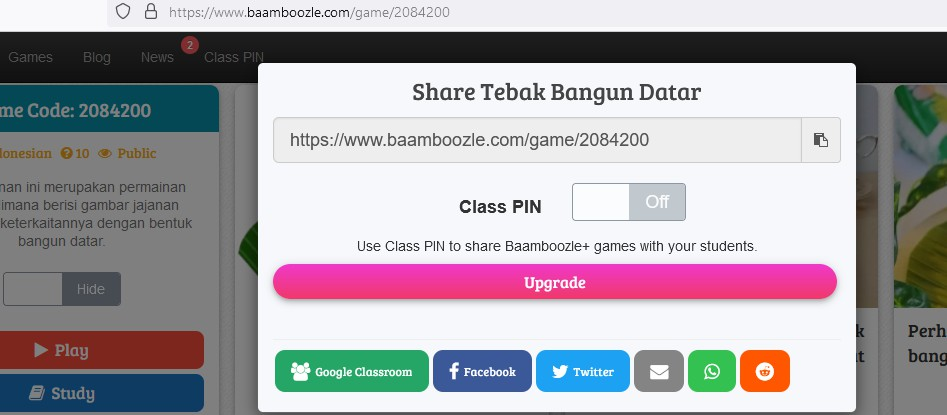 https://www.baamboozle.com/game/2084200
Games Blog News 2 Class PIN
me Code: 2084200
donesian 10 Public
nan ini merupakan permainan
imana berisi gambar jajanan
keterkaitannya dengan bentuk
bangun datar.
Hide
Play
Study
Share Tebak Bangun Datar
https://www.baamboozle.com/game/2084200
Class PIN Off
Use Class PIN to share Baamboozle+ games with your students.
Upgrade
Google Classroom Facebook Twitter
k
at
Perh
bang